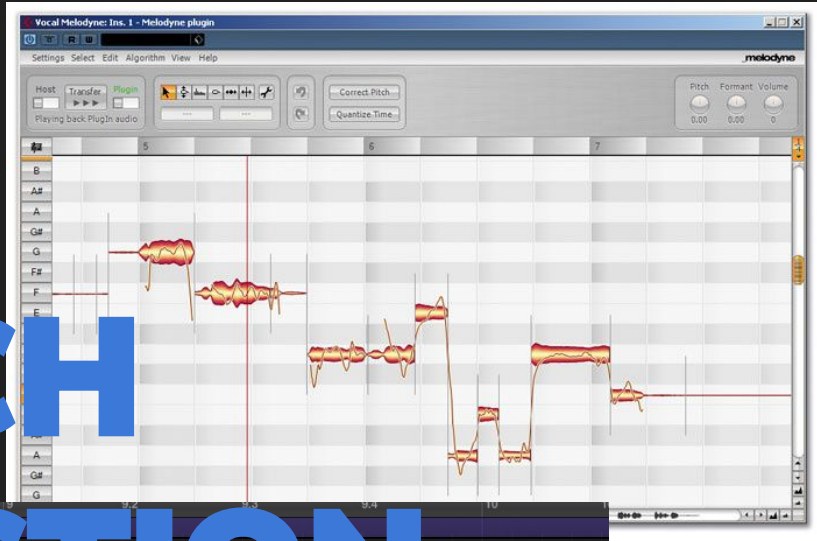 Vocal Melodyne: Ins. 1 - Melodyne plugin
R W
Settings Select Edit Algorithm View Help
melodyne
Host Transfer Plugin
Playing back PlugIn audio
Correct Pitch
Quantize Time
Pitch Formant Volume
0.00 0.00 0
5 6 7
B
A#
A
G#
G
F#
F
E
CH
A
G#
G
9.2 9.3 9.4 10
CTION